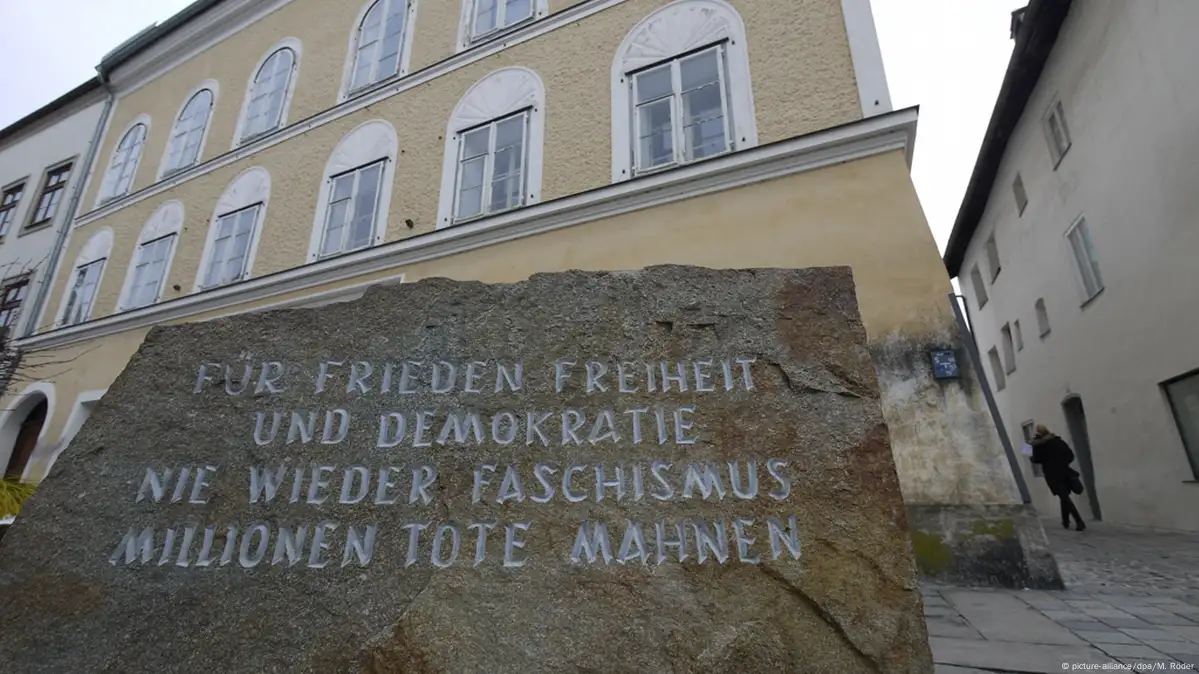 FÜR FRIEDEN FREIHEIT
UND DEMOKRATIE
NIE WIEDER FASCHISMUS
MILLIONEN TOTE MAHNEN
© picture-alliance/dpa/M. Röder